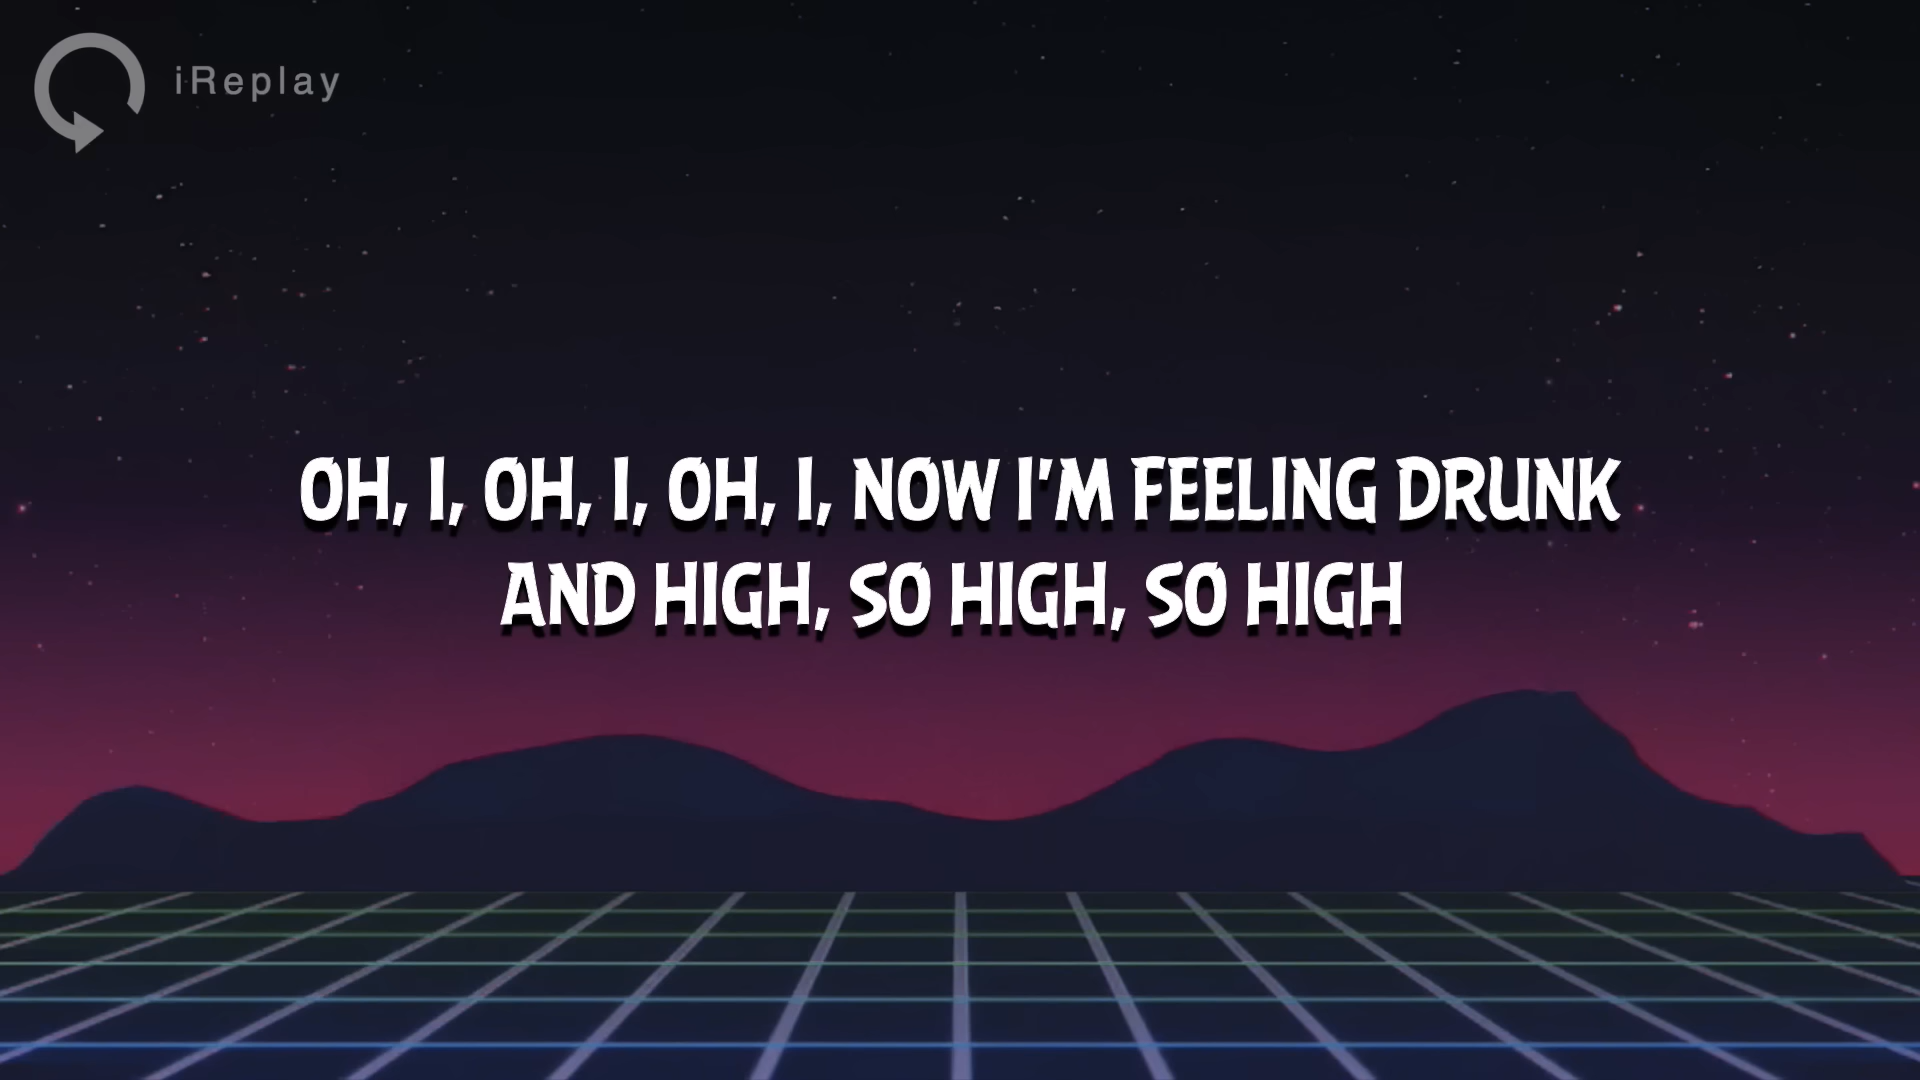 iReplay
OH, I, OH, I, OH, I, NOW I'M FEELING DRUNK
AND HIGH, SO HIGH, SO HIGH